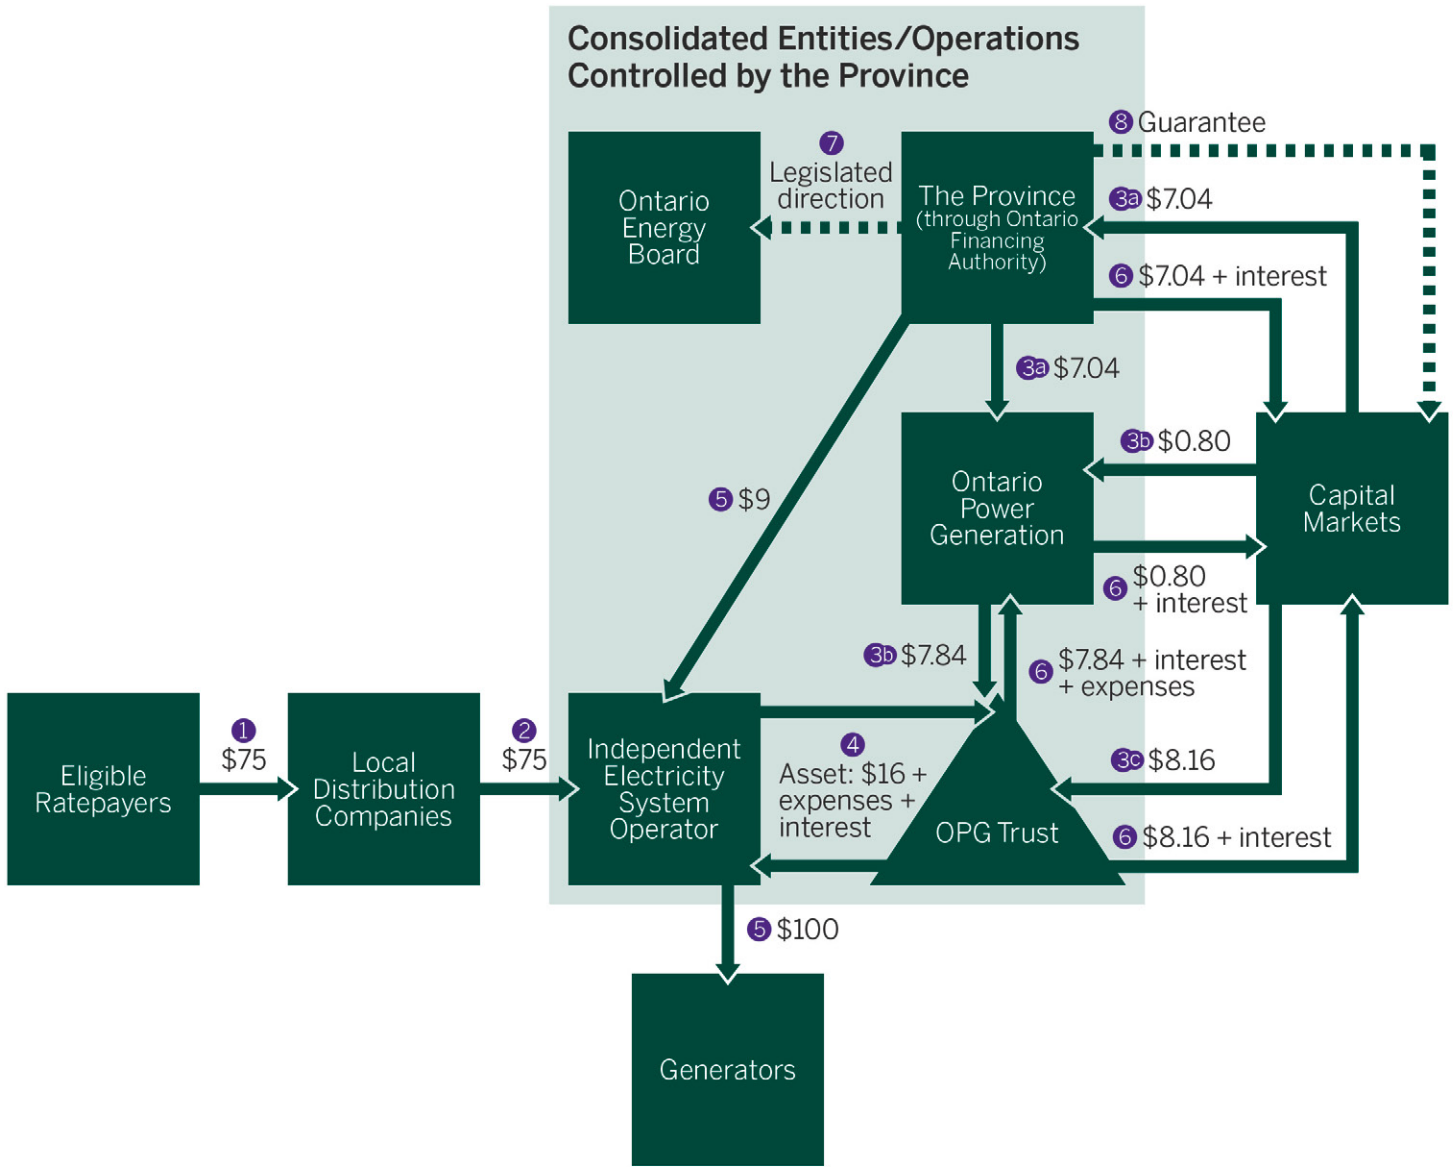 Consolidated Entities/Operations
Controlled by the Province
8 Guarantee
7
Legislated
direction
Ontario
Energy
Board
The Province
(through Ontario
Financing
Authority)
3a $7.04
6 $7.04 + interest
3a $7.04
3b $0.80
5 $9
Ontario
Power
Generation
Capital
Markets
6 $0.80
+ interest
3b $7.84
6 $7.84 + interest
+ expenses
1
$75
2
$75
Eligible
Ratepayers
Local
Distribution
Companies
Independent
Electricity
System
Operator
4
Asset: $16 +
expenses +
interest
3c $8.16
OPG Trust
6 $8.16 + interest
5 $100
Generators